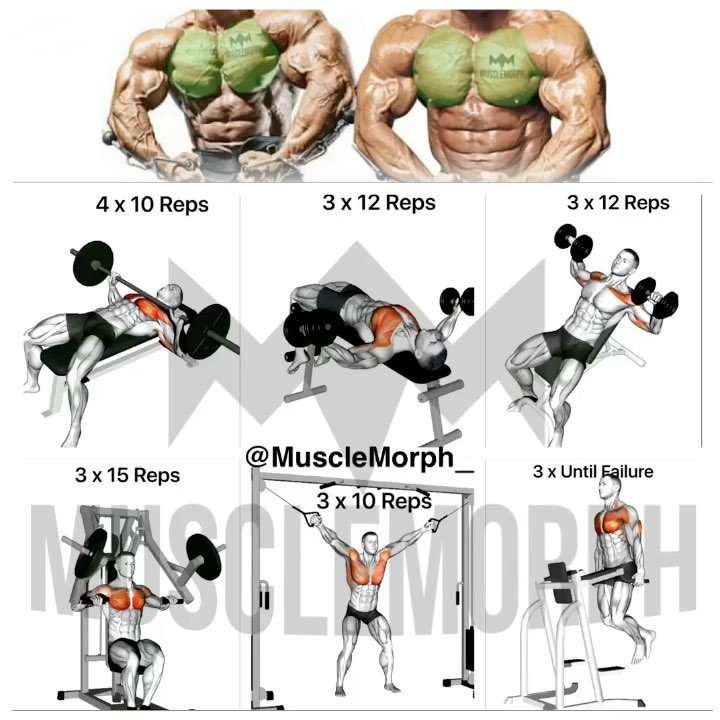 MUSCLEMORPH
MUSCLEMORPH
4 x 10 Reps
3 x 12 Reps
3 x 12 Reps
@MuscleMorph_
3 x 15 Reps
3 x 10 Reps
3 x Until Failure
MUSCLEMORPH